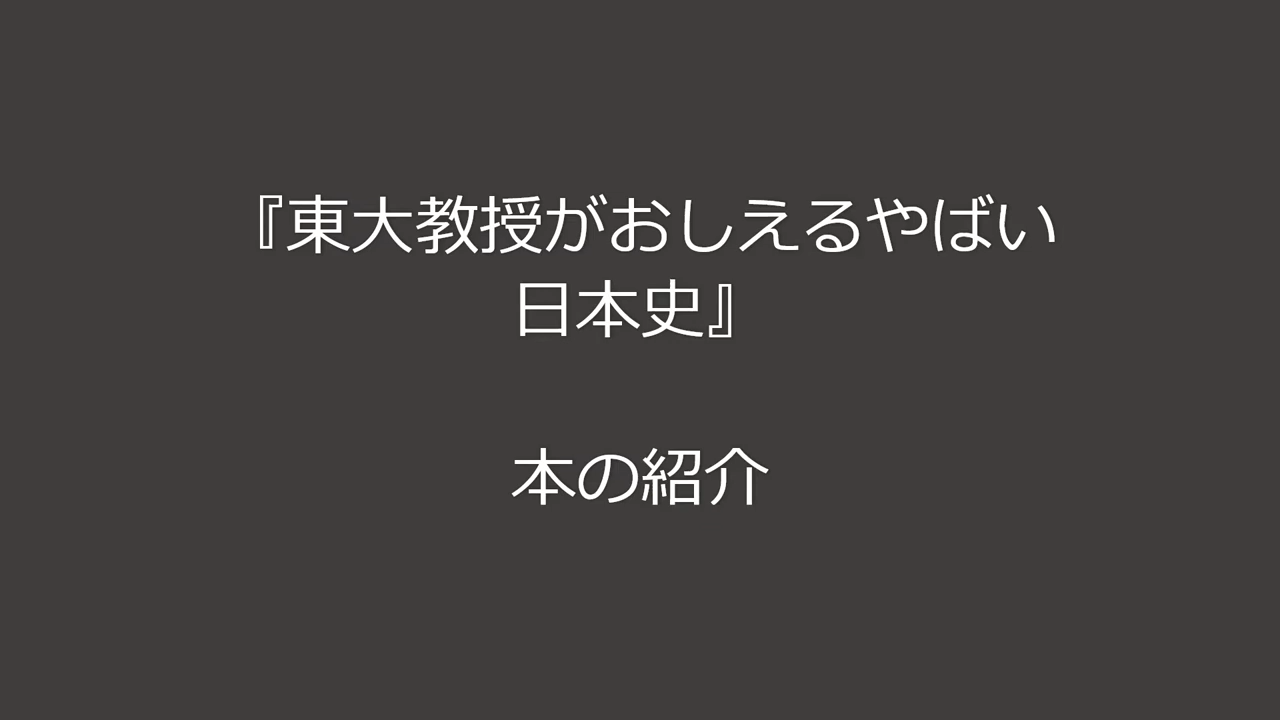 『東大教授がおしえるやばい
日本史』
本の紹介